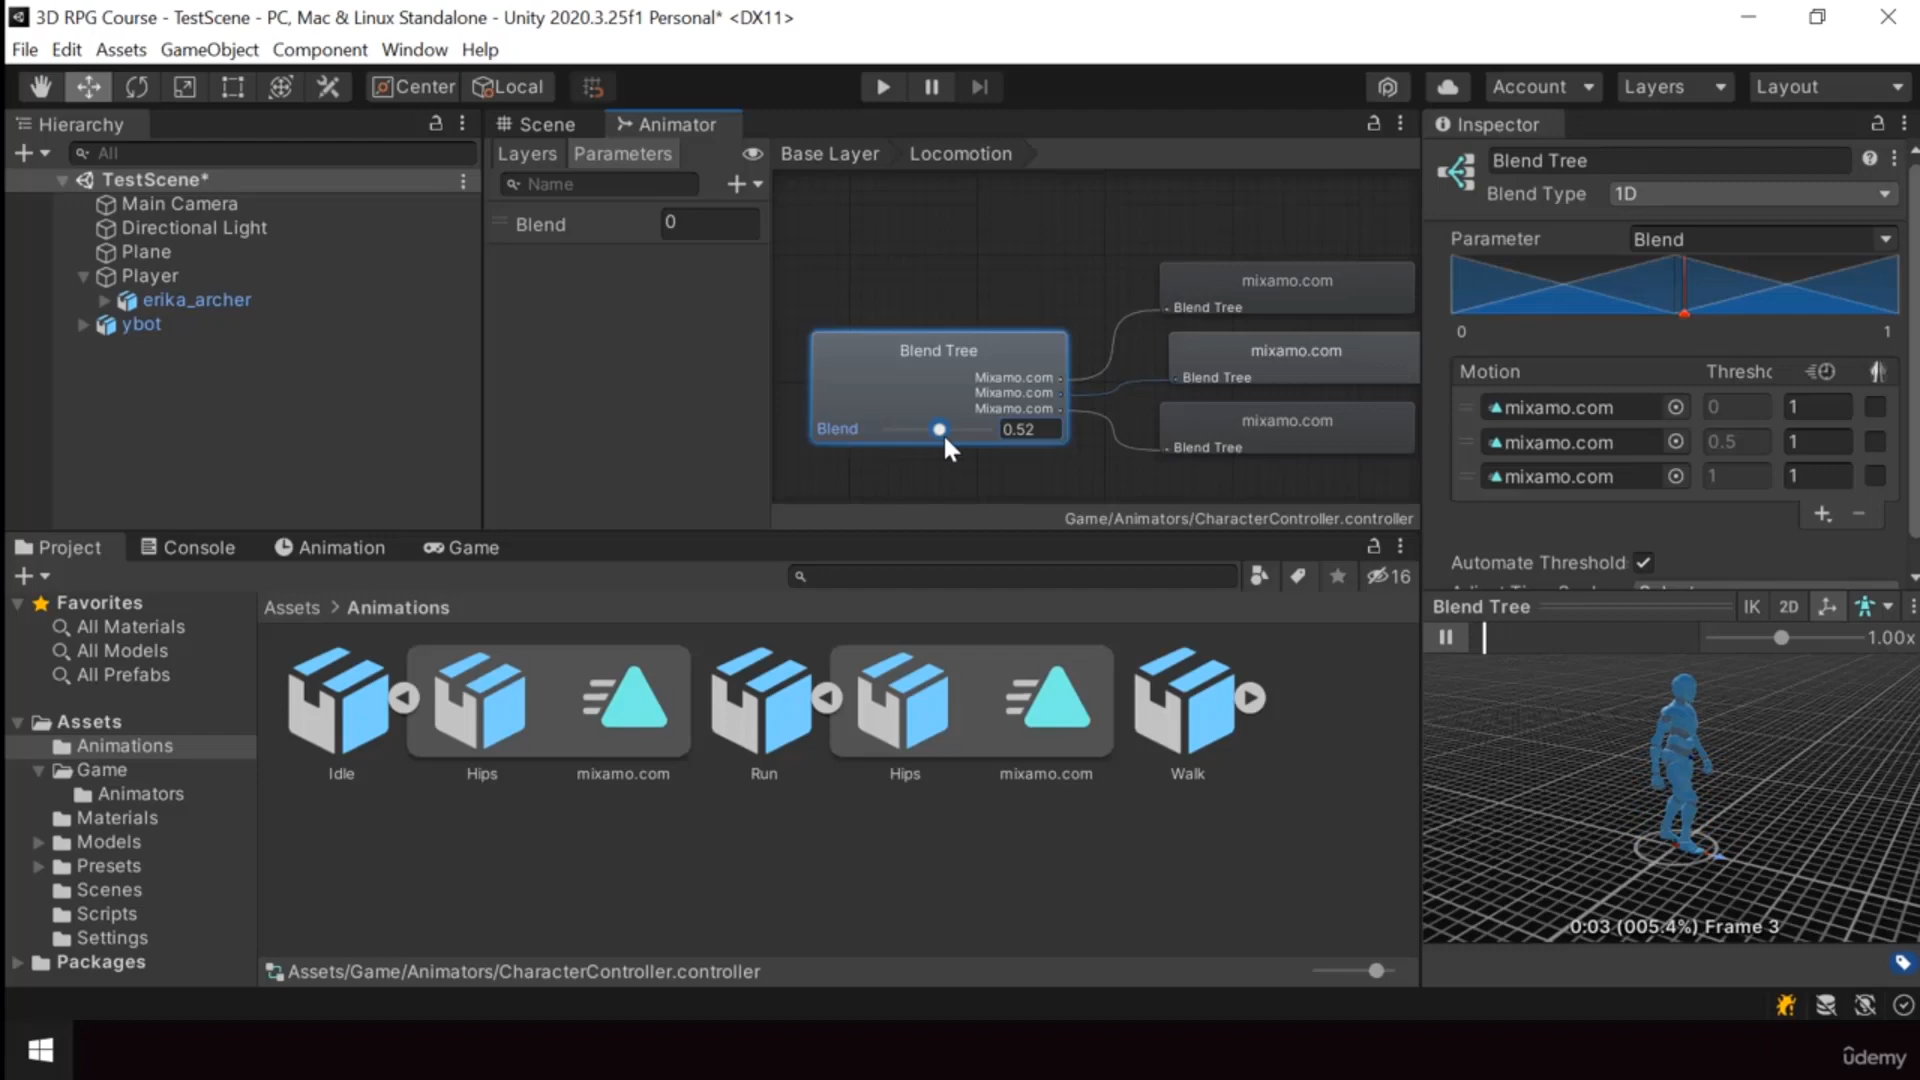 3D RPG Course - TestScene - PC, Mac & Linux Standalone - Unity 2020.3.25f1 Personal* <DX11>
File Edit Assets GameObject Component Window Help
Center Local Account Layers Layout
Hierarchy
All
TestScene*
Main Camera
Directional Light
Plane
Player
erika_archer
ybot
Scene Animator
Layers Parameters Base Layer Locomotion
Name
Blend 0
mixamo.com
Blend Tree
mixamo.com
Blend Tree
mixamo.com
Blend Tree
Blend Tree
Mixamo.com
Mixamo.com
Mixamo.com
Blend 0.52
Game/Animators/CharacterController.controller
Inspector
Blend Tree
Blend Type 1D
Parameter Blend
0 1
Motion Threshc
mixamo.com 0 1
mixamo.com 0.5 1
mixamo.com 1 1
Automate Threshold
Blend Tree IK 2D
1.00x
0:03 (005.4%) Frame 3
Project Console Animation Game
16
Favorites
All Materials
All Models
All Prefabs
Assets
Animations
Game
Animators
Materials
Models
Presets
Scenes
Scripts
Settings
Packages
Assets > Animations
Idle Hips mixamo.com Run Hips mixamo.com Walk
Assets/Game/Animators/CharacterController.controller
ûdemy